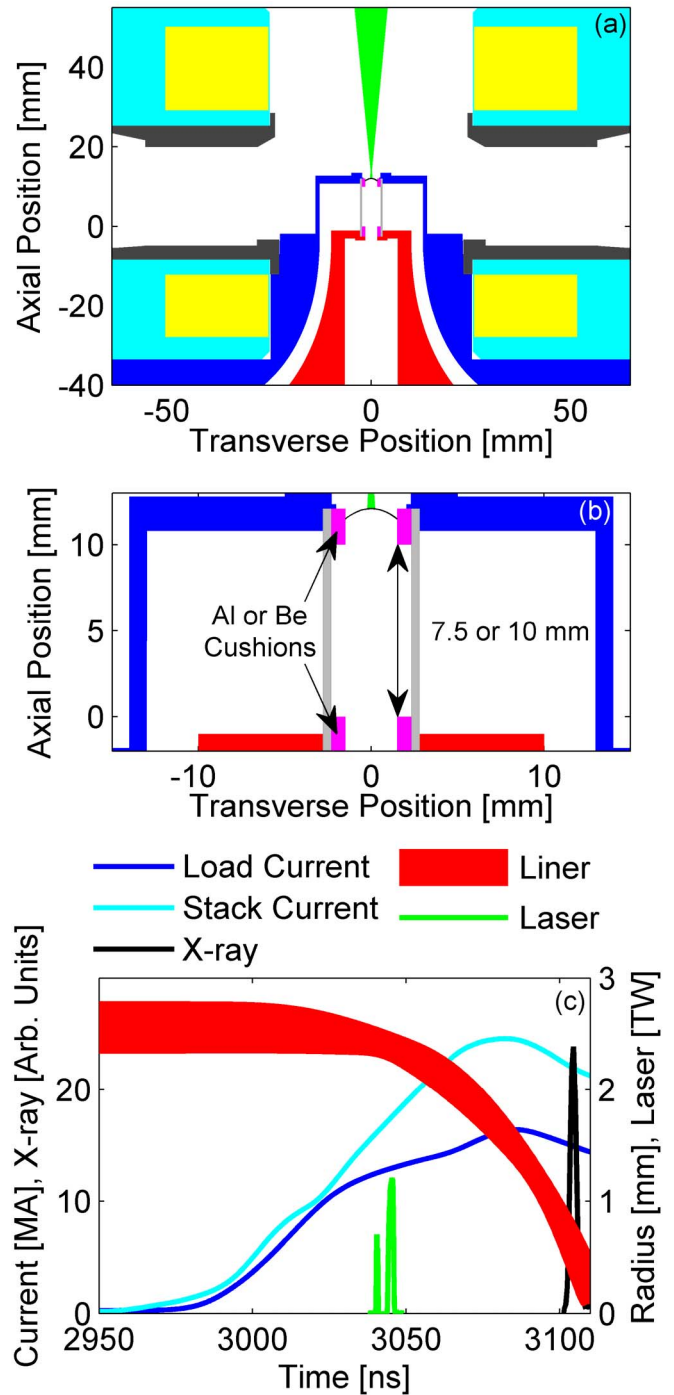 (a)
Axial Position [mm]
40
20
0
-20
-40
-50
0
50
Transverse Position [mm]
(b)
Axial Position [mm]
10
5
0
Al or Be
Cushions
7.5 or 10 mm
-10
0
10
Transverse Position [mm]
Load Current
Liner
Stack Current
Laser
X-ray
(c)
Current [MA], X-ray [Arb. Units]
20
10
0
3
2
1
0
Radius [mm], Laser [TW]
2950
3000
3050
3100
Time [ns]